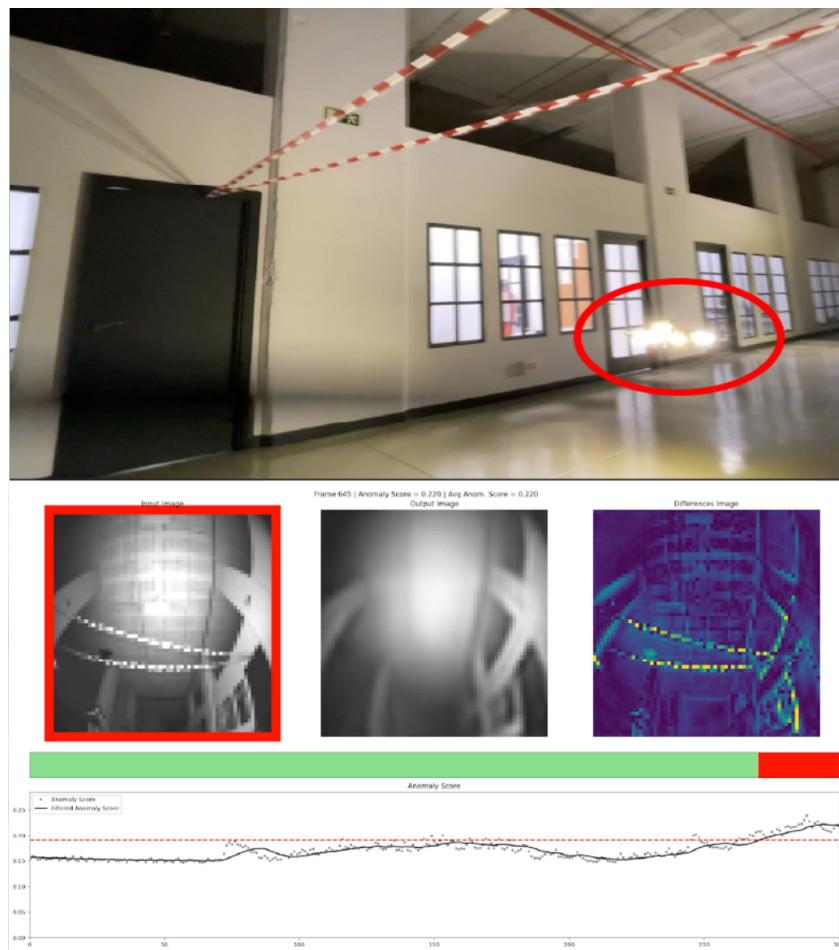 Frame 645 | Anomaly Score = 0.220 | Avg Anom. Score = 0.220
Input Image
Output Image
Differences Image
Anomaly Score
Anomaly Score
Filtered Anomaly Score
0.25
0.20
0.15
0.10
0.05
0.00
0
50
100
150
200
250